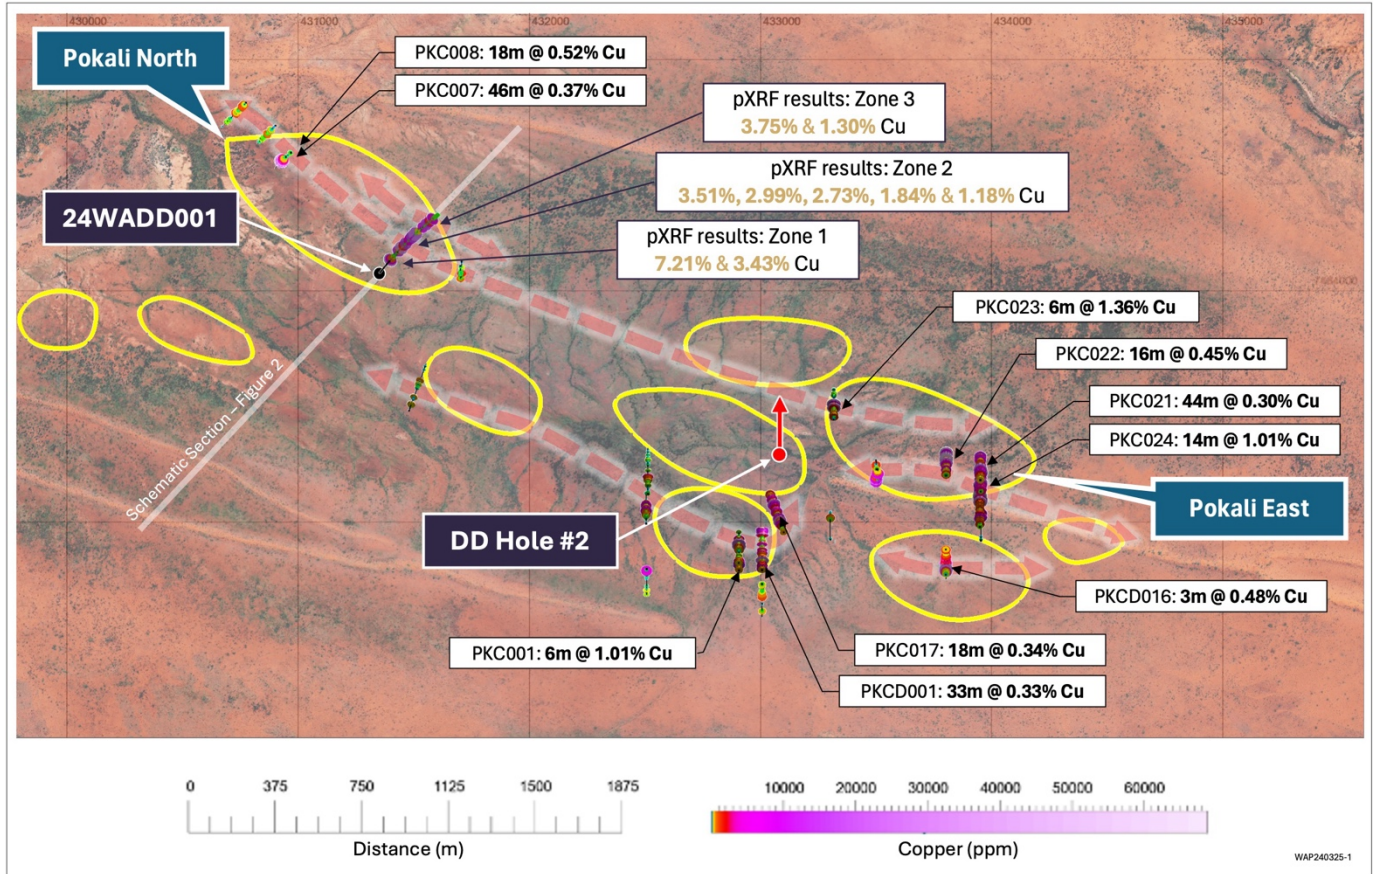 430000
431000
432000
433000
434000
435000
Pokali North
PKC008: 18m @ 0.52% Cu
PKC007: 46m @ 0.37% Cu
pXRF results: Zone 3
3.75% & 1.30% Cu
pXRF results: Zone 2
3.51%, 2.99%, 2.73%, 1.84% & 1.18% Cu
24WADD001
pXRF results: Zone 1
7.21% & 3.43% Cu
PKC023: 6m @ 1.36% Cu
PKC022: 16m @ 0.45% Cu
PKC021: 44m @ 0.30% Cu
PKC024: 14m @ 1.01% Cu
Schematic Section – Figure 2
Pokali East
DD Hole #2
PKCD016: 3m @ 0.48% Cu
PKC001: 6m @ 1.01% Cu
PKC017: 18m @ 0.34% Cu
PKCD001: 33m @ 0.33% Cu
0 375 750 1125 1500 1875
Distance (m)
10000 20000 30000 40000 50000 60000
Copper (ppm)
WAP240325-1